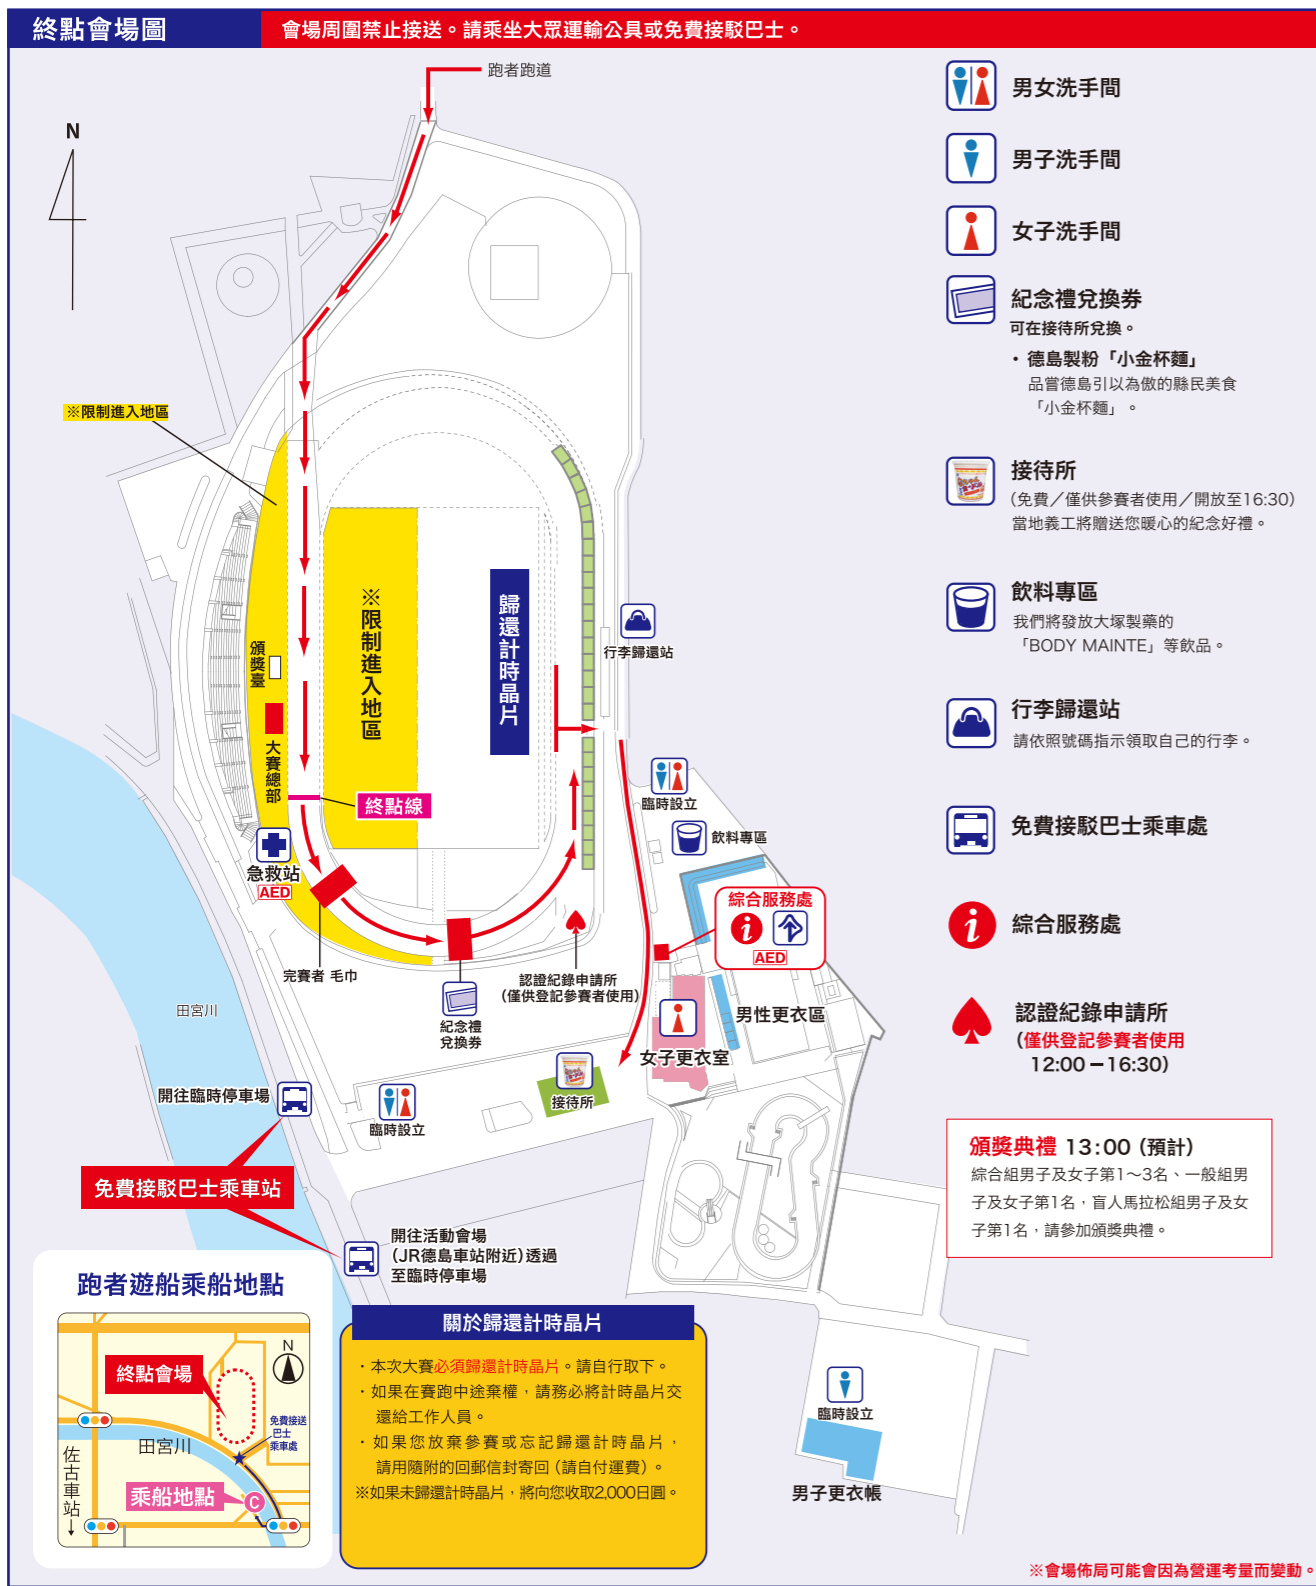 終點會場圖
會場周圍禁止接送。請乘坐大眾運輸公具或免費接駁巴士。
跑者跑道
N
※限制進入地區
※限制進入地區
歸還計時晶片
行李歸還站
頒獎臺
大賽總部
終點線
臨時設立
飲料專區
急救站
AED
綜合服務處
i
AED
完賽者 毛巾
認證紀錄申請所
(僅供登記參賽者使用)
紀念禮
兌換券
男性更衣區
女子更衣室
田宮川
接待所
開往臨時停車場
臨時設立
免費接駁巴士乘車站
開往活動會場
(JR德島車站附近)透過
至臨時停車場
臨時設立
男子更衣帳
男女洗手間
男子洗手間
女子洗手間
紀念禮兌換券
可在接待所兌換。
・德島製粉「小金杯麵」
品嘗德島引以為傲的縣民美食
「小金杯麵」。
接待所
(免費／僅供參賽者使用／開放至16:30)
當地義工將贈送您暖心的紀念好禮。
飲料專區
我們將發放大塚製藥的
「BODY MAINTE」等飲品。
行李歸還站
請依照號碼指示領取自己的行李。
免費接駁巴士乘車處
i
綜合服務處
認證紀錄申請所
(僅供登記參賽者使用
12:00－16:30)
頒獎典禮 13:00 (預計)
綜合組男子及女子第1～3名、一般組男
子及女子第1名，盲人馬拉松組男子及女
子第1名，請參加頒獎典禮。
跑者遊船乘船地點
終點會場
N
免費接送
巴士
乘車處
田宮川
佐古車站
↓
乘船地點
C
關於歸還計時晶片
・本次大賽必須歸還計時晶片。請自行取下。
・如果在賽跑中途棄權，請務必將計時晶片交
還給工作人員。
・如果您放棄參賽或忘記歸還計時晶片，
請用隨附的回郵信封寄回 (請自付運費)。
※如果未歸還計時晶片，將向您收取2,000日圓。
※會場佈局可能會因為營運考量而變動。